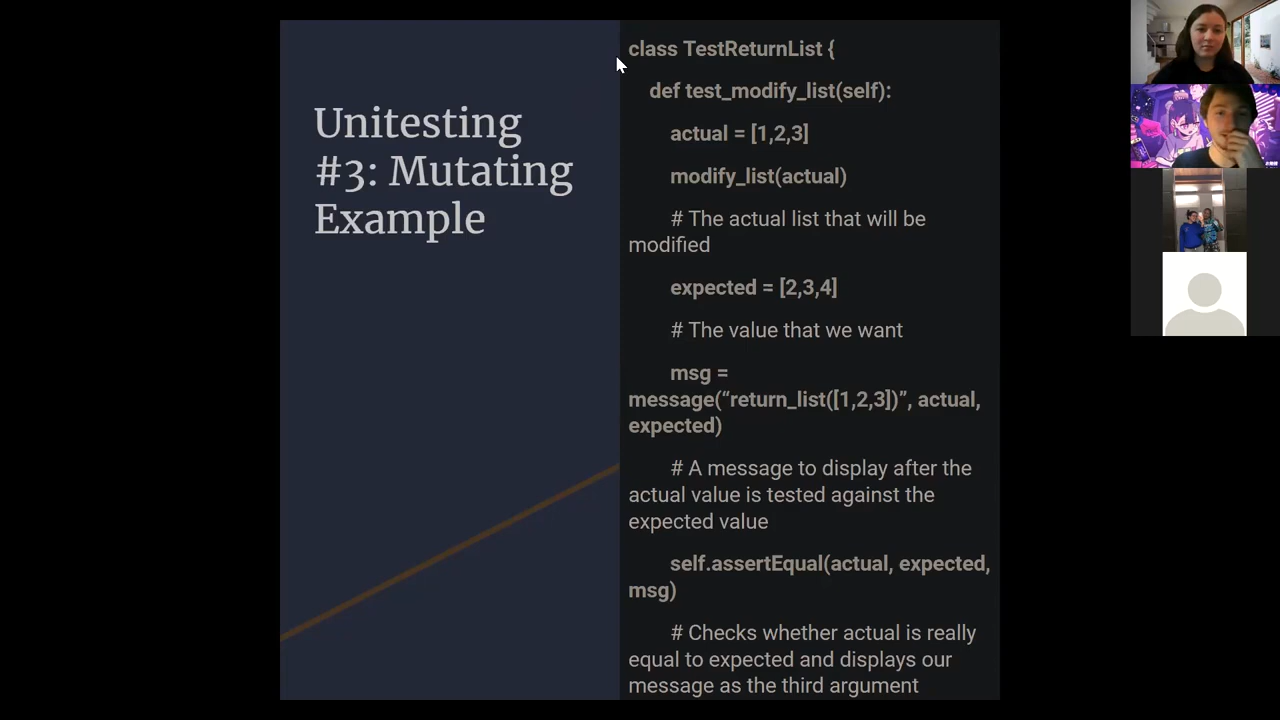 Unitesting
#3: Mutating
Example
class TestReturnList {
def test_modify_list(self):
actual = [1,2,3]
modify_list(actual)
# The actual list that will be
modified
expected = [2,3,4]
# The value that we want
msg =
message(“return_list([1,2,3])”, actual,
expected)
# A message to display after the
actual value is tested against the
expected value
self.assertEqual(actual, expected,
msg)
# Checks whether actual is really
equal to expected and displays our
message as the third argument